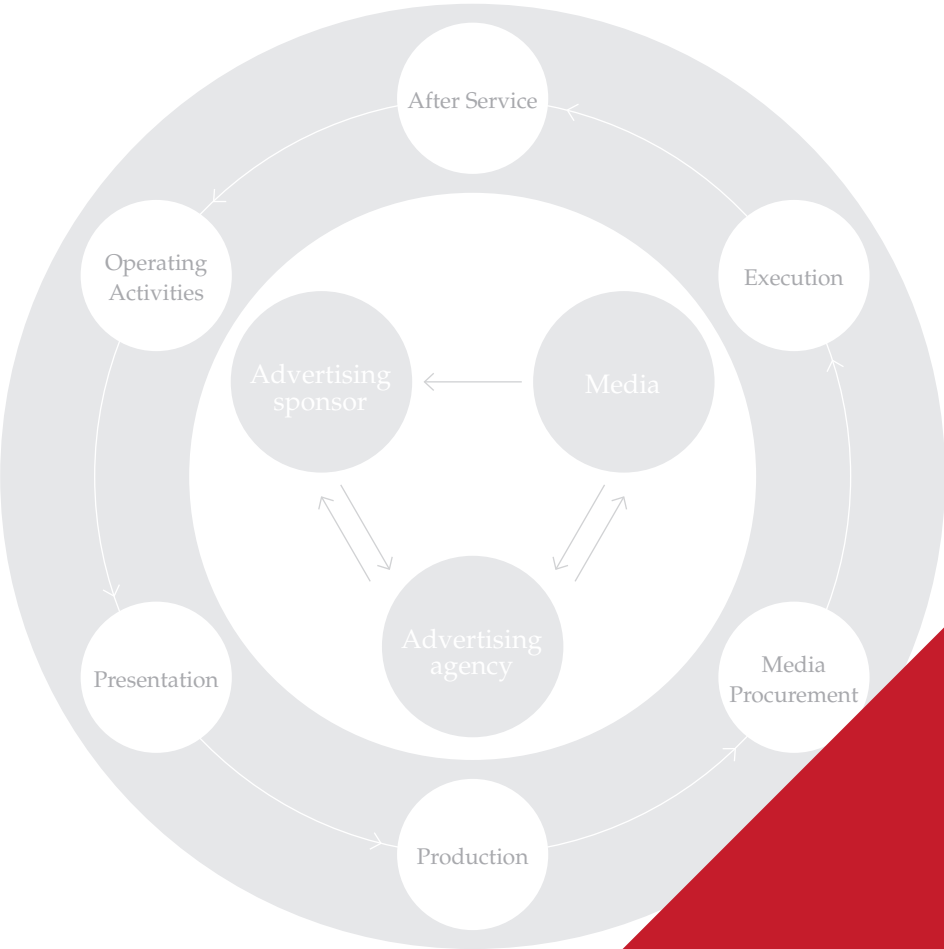 After Service
Operating
Activities
Execution
Advertising
sponsor
Media
Advertising
agency
Presentation
Media
Procurement
Production